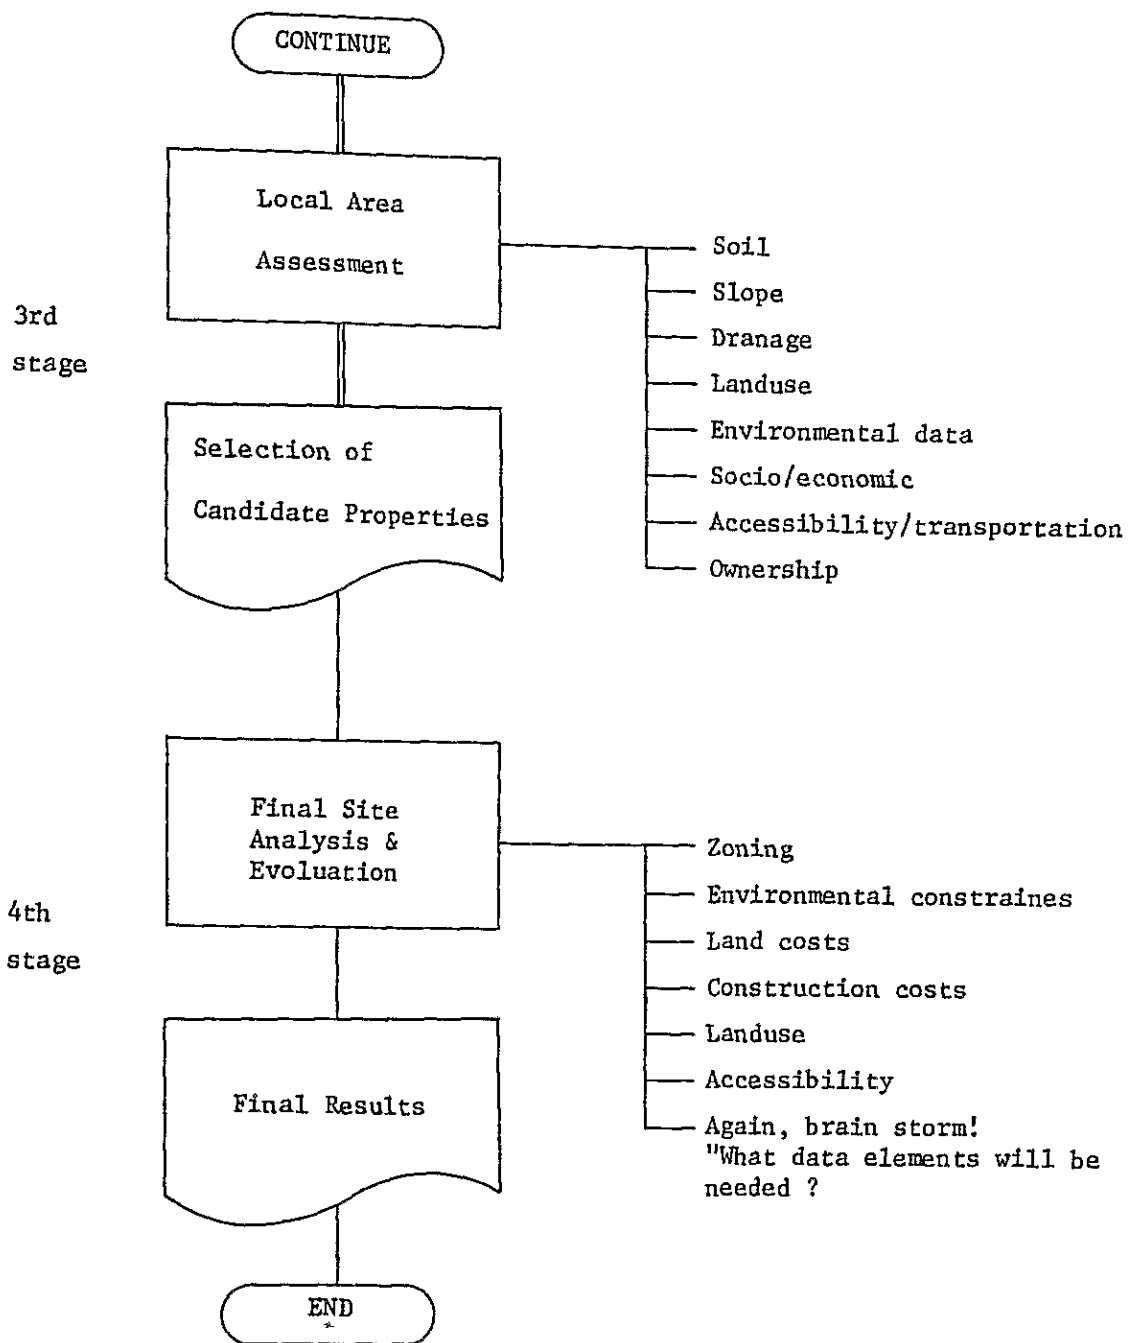 CONTINUE
Local Area
Assessment
Soil
Slope
Dranage
Landuse
Environmental data
Socio/economic
Accessibility/transportation
Ownership
3rd
stage
Selection of
Candidate Properties
Final Site
Analysis &
Evoluation
Zoning
Environmental constraines
Land costs
Construction costs
Landuse
Accessibility
Again, brain storm!
"What data elements will be
needed ?
4th
stage
Final Results
END